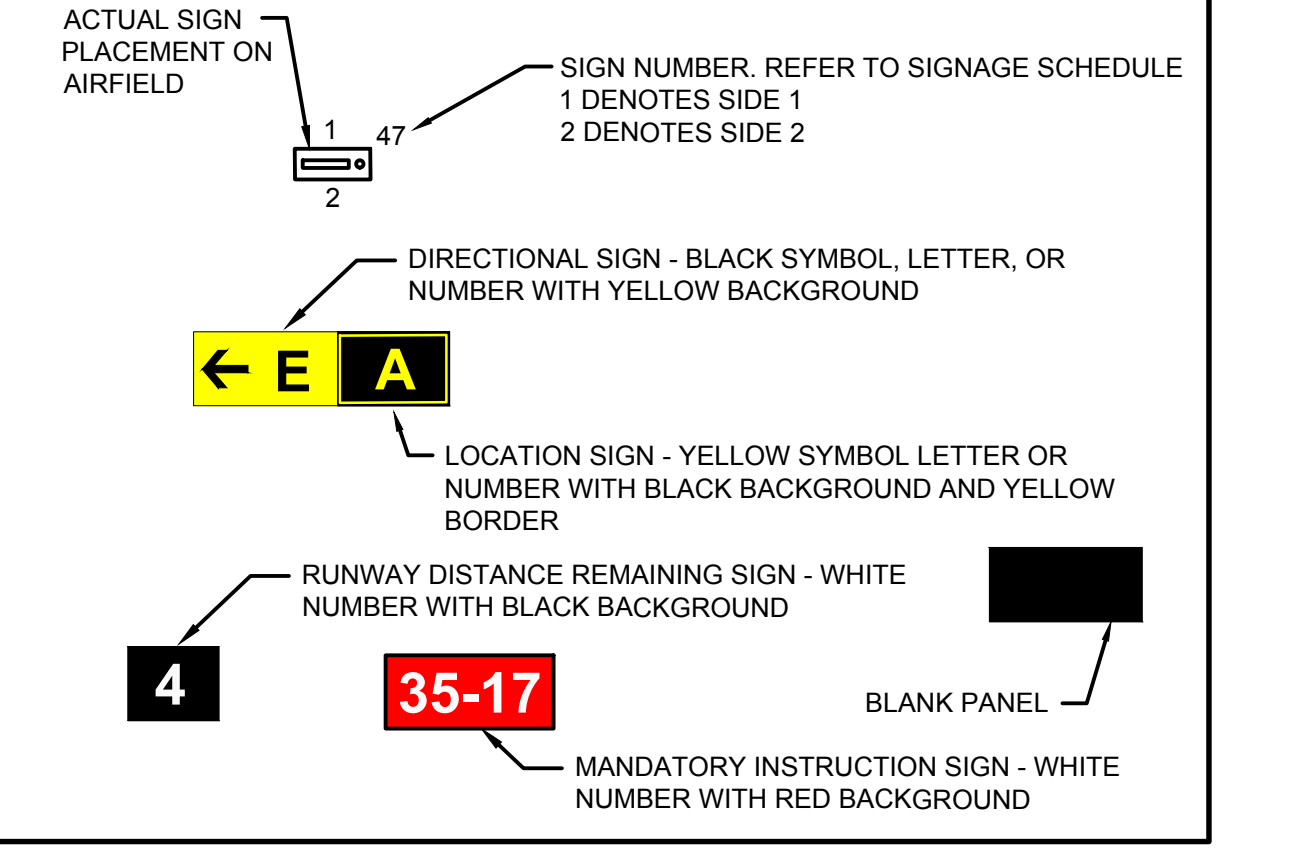 ACTUAL SIGN
PLACEMENT ON
AIRFIELD
SIGN NUMBER. REFER TO SIGNAGE SCHEDULE
1 DENOTES SIDE 1
2 DENOTES SIDE 2
1
47
2
DIRECTIONAL SIGN - BLACK SYMBOL, LETTER, OR
NUMBER WITH YELLOW BACKGROUND
← E A
LOCATION SIGN - YELLOW SYMBOL LETTER OR
NUMBER WITH BLACK BACKGROUND AND YELLOW
BORDER
RUNWAY DISTANCE REMAINING SIGN - WHITE
NUMBER WITH BLACK BACKGROUND
4
35-17
BLANK PANEL
MANDATORY INSTRUCTION SIGN - WHITE
NUMBER WITH RED BACKGROUND